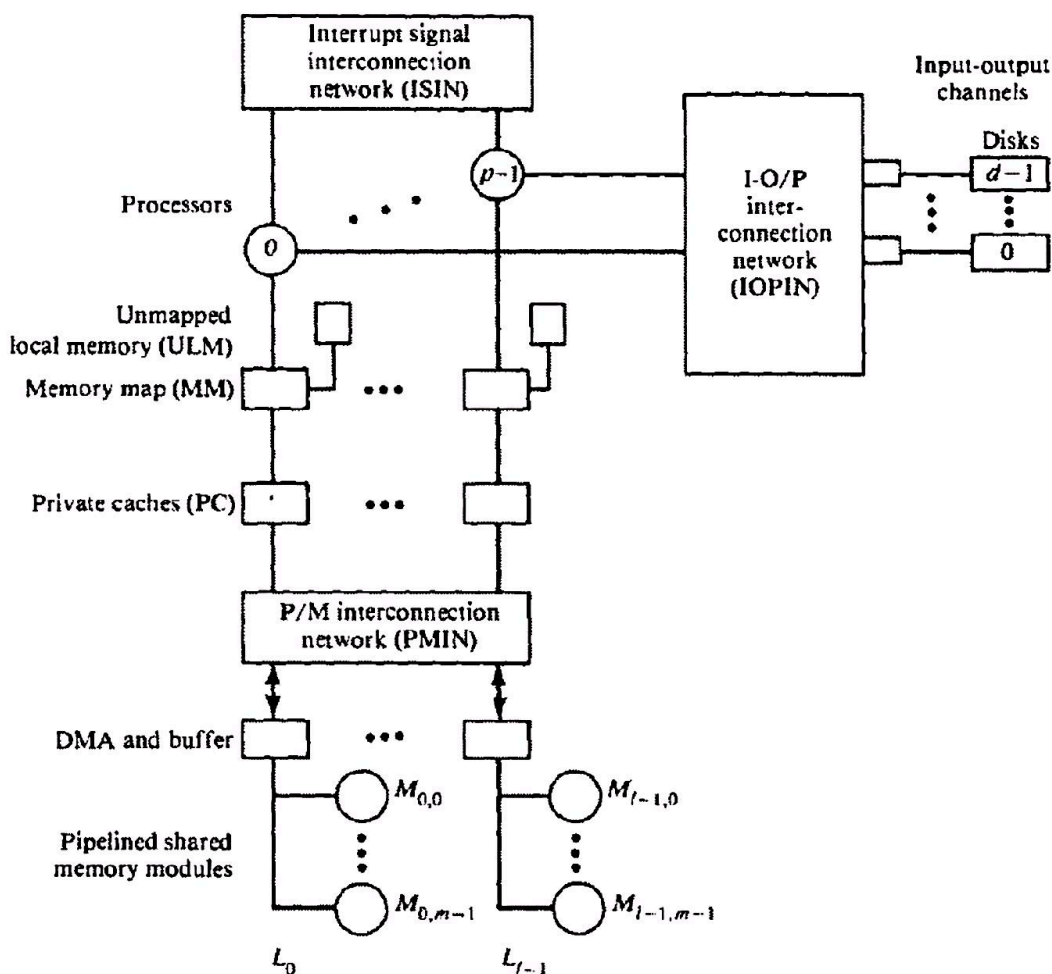 Interrupt signal
interconnection
network (ISIN)
Input-output
channels
Disks
p−1
d−1
I-O/P
inter-
connection
network
(IOPIN)
Processors
0
0
Unmapped
local memory (ULM)
Memory map (MM)
Private caches (PC)
P/M interconnection
network (PMIN)
DMA and buffer
M0,0
Ml−1,0
Pipelined shared
memory modules
M0,m−1
Ml−1,m−1
L0
Ll−1